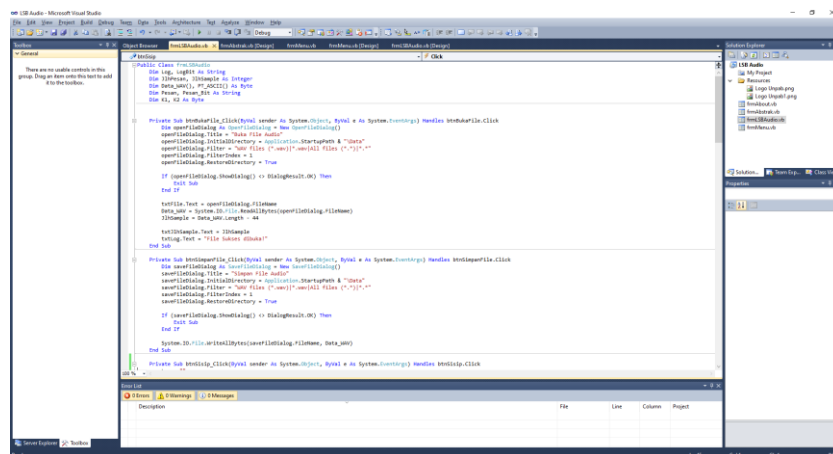 LSB Audio - Microsoft Visual Studio
File Edit View Project Build Debug Team Data Tools Architecture Test Analyze Window Help
Debug
Toolbox
General
There are no usable controls in this
group. Drag an item onto this text to add
it to the toolbox.
Object Browser frmLSBAudio.vb frmAbstrak.vb [Design] frmMenu.vb frmMenu.vb [Design] frmLSBAudio.vb [Design]
btnSisip Click
Public Class frmLSBAudio
Dim Log, LogBit As String
Dim JlhPesan, JlhSample As Integer
Dim Data_WAV(), PT_ASCII() As Byte
Dim Pesan, Pesan_Bit As String
Dim K1, K2 As Byte
Private Sub btnBukaFile_Click(ByVal sender As System.Object, ByVal e As System.EventArgs) Handles btnBukaFile.Click
Dim openFileDialog As OpenFileDialog = New OpenFileDialog()
openFileDialog.Title = "Buka File Audio"
openFileDialog.InitialDirectory = Application.StartupPath & "\Data"
openFileDialog.Filter = "WAV files (*.wav)|*.wav|All files (*.*)|*.*"
openFileDialog.FilterIndex = 1
openFileDialog.RestoreDirectory = True
If (openFileDialog.ShowDialog() <> DialogResult.OK) Then
Exit Sub
End If
txtFile.Text = openFileDialog.FileName
Data_WAV = System.IO.File.ReadAllBytes(openFileDialog.FileName)
JlhSample = Data_WAV.Length - 44
txtJlhSample.Text = JlhSample
txtLog.Text = "File Sukses dibuka!"
End Sub
Private Sub btnSimpanFile_Click(ByVal sender As System.Object, ByVal e As System.EventArgs) Handles btnSimpanFile.Click
Dim saveFileDialog As SaveFileDialog = New SaveFileDialog()
saveFileDialog.Title = "Simpan File Audio"
saveFileDialog.InitialDirectory = Application.StartupPath & "\Data"
saveFileDialog.Filter = "WAV files (*.wav)|*.wav|All files (*.*)|*.*"
saveFileDialog.FilterIndex = 1
saveFileDialog.RestoreDirectory = True
If (saveFileDialog.ShowDialog() <> DialogResult.OK) Then
Exit Sub
End If
System.IO.File.WriteAllBytes(saveFileDialog.FileName, Data_WAV)
End Sub
Private Sub btnSisip_Click(ByVal sender As System.Object, ByVal e As System.EventArgs) Handles btnSisip.Click
Error List
0 Errors 0 Warnings 0 Messages
Description File Line Column Project
Server Explorer Toolbox
Solution Explorer
LSB Audio
My Project
Resources
Logo Unpab.png
Logo Unpab1.png
frmAbout.vb
frmAbstrak.vb
frmLSBAudio.vb
frmMenu.vb
Solution... Team Exp... Class Vi
Properties